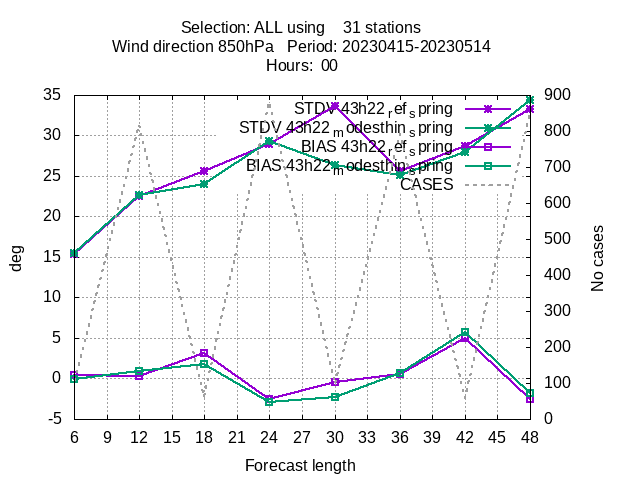 Selection: ALL using    31 stations
Wind direction 850hPa   Period: 20230415-20230514
Hours:  00
35
30
25
20
15
10
5
0
-5
deg
900
800
700
600
500
400
300
200
100
0
No cases
STDV 43h22_ref_spring
STDV 43h22_modesthin_spring
BIAS 43h22_ref_spring
BIAS 43h22_modesthin_spring
CASES
6 9 12 15 18 21 24 27 30 33 36 39 42 45 48
Forecast length